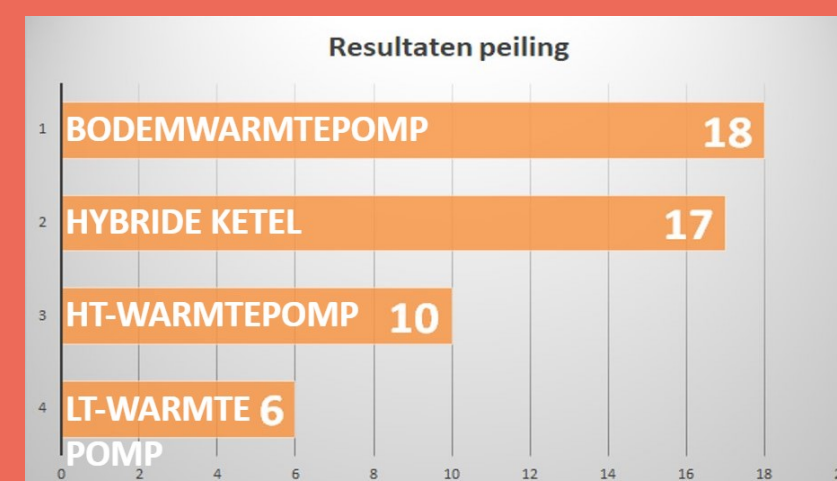 Resultaten peiling
1 BODEMWARMTEPOMP 18
2 HYBRIDE KETEL 17
3 HT-WARMTEPOMP 10
4 LT-WARMTE 6
POMP
0 2 4 6 8 10 12 14 16 18